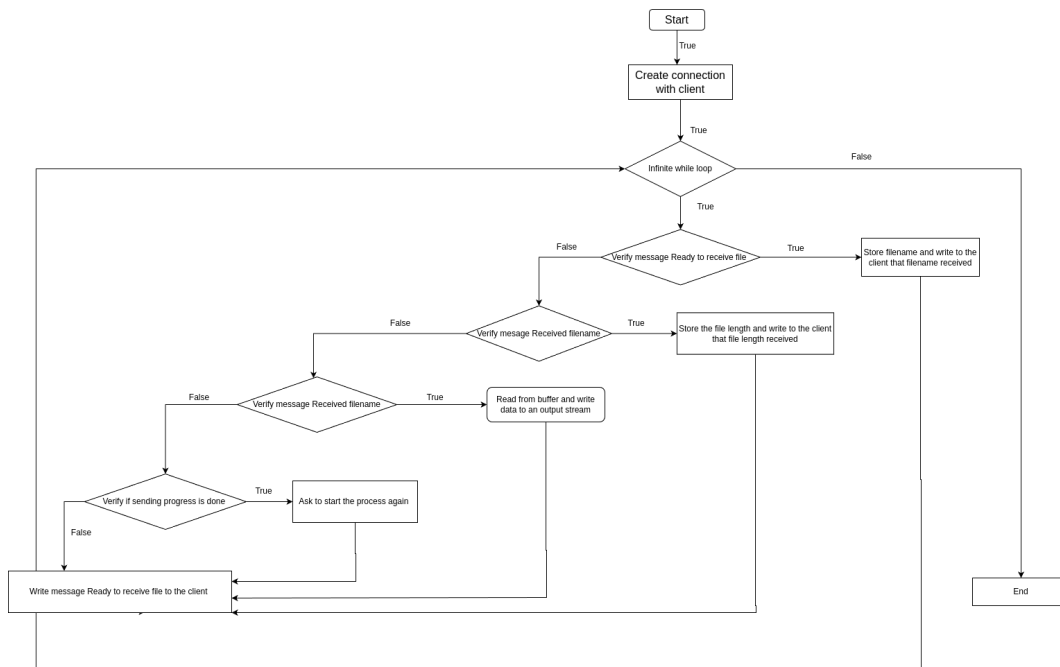 Start
True
Create connection
with client
True
Infinite while loop
False
True
Verify message Ready to receive file
False
True
Store filename and write to the
client that filename received
Verify mesage Received filename
False
True
Store the file length and write to the client
that file length received
Verify message Received filename
False
True
Read from buffer and write
data to an output stream
Verify if sending progress is done
True
Ask to start the process again
False
Write message Ready to receive file to the client
End